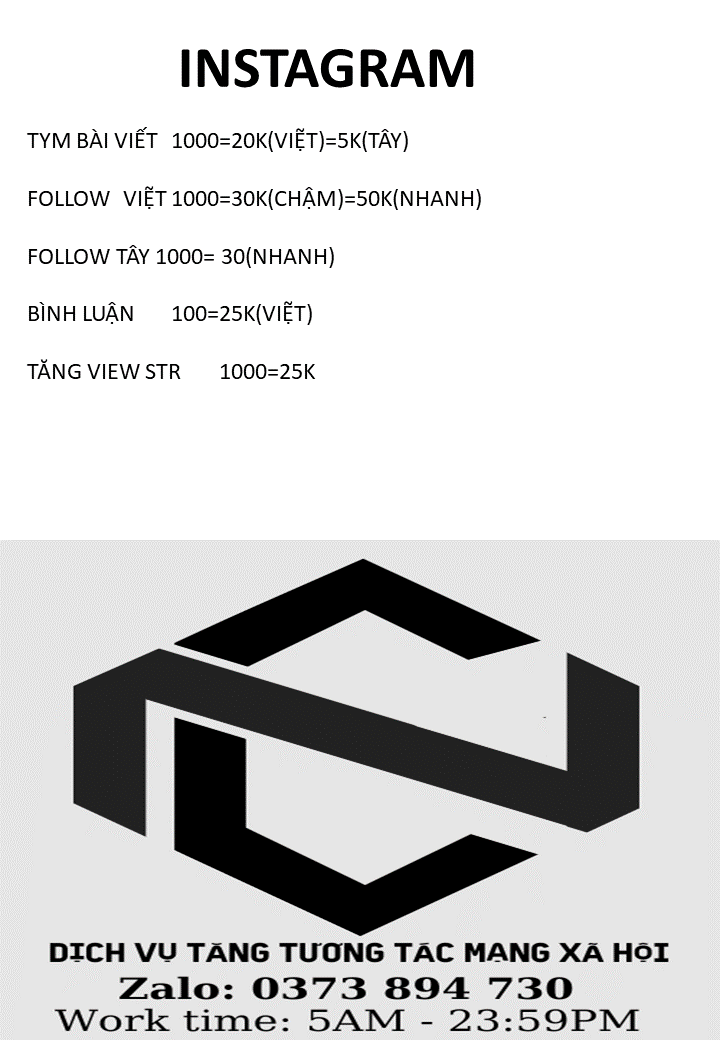 INSTAGRAM
TYM BÀI VIẾT 1000=20K(VIỆT)=5K(TÂY)
FOLLOW VIỆT 1000=30K(CHẬM)=50K(NHANH)
FOLLOW TÂY 1000= 30(NHANH)
BÌNH LUẬN 100=25K(VIỆT)
TĂNG VIEW STR 1000=25K
DỊCH VỤ TĂNG TƯƠNG TÁC MẠNG XÃ HỘI
Zalo: 0373 894 730
Work time: 5AM - 23:59PM